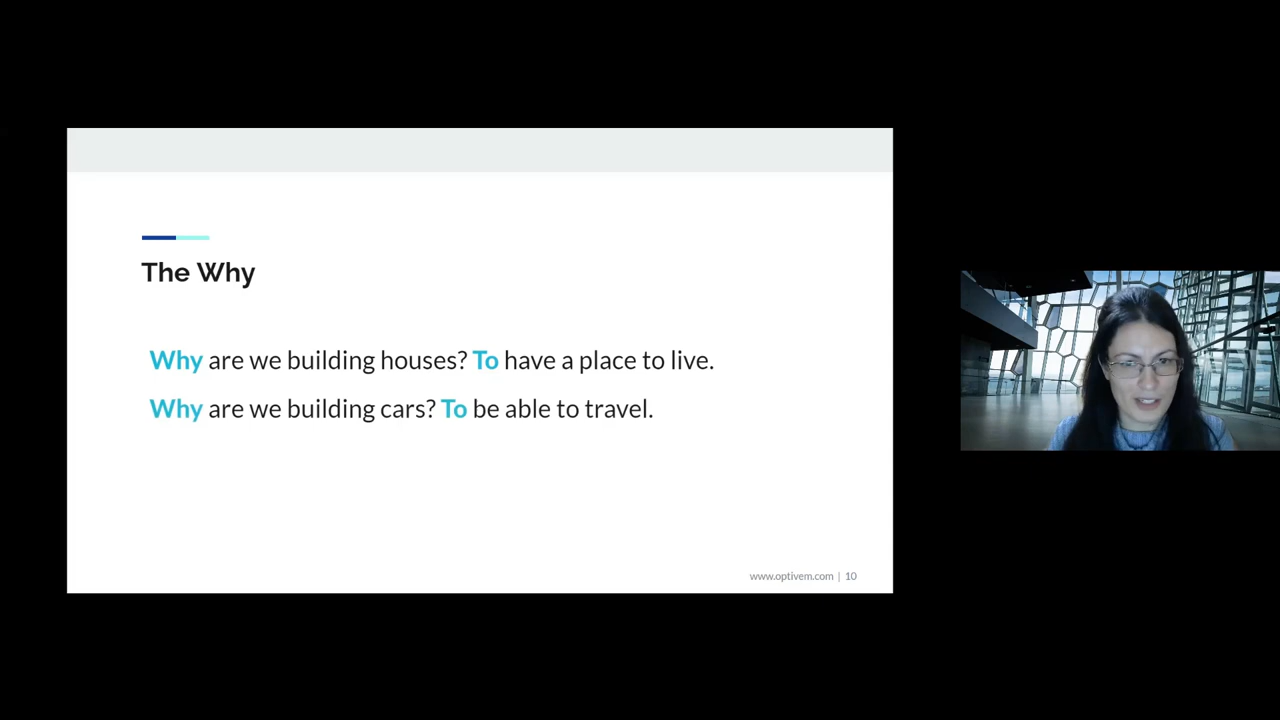 The Why
Why are we building houses? To have a place to live.
Why are we building cars? To be able to travel.
www.optivem.com | 10